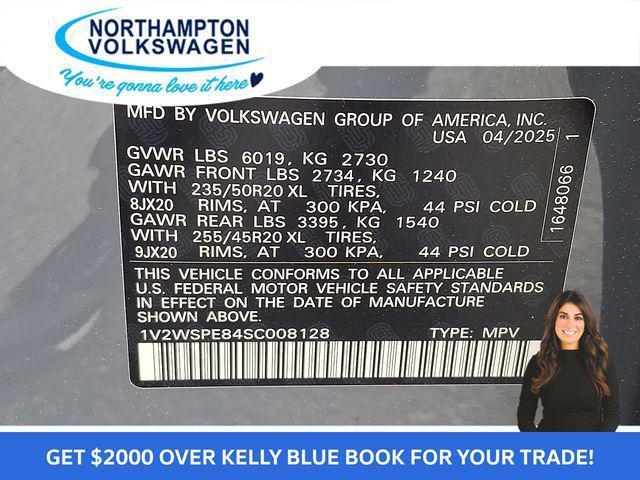 NORTHAMPTON
VOLKSWAGEN
You're gonna love it here
MFD BY VOLKSWAGEN GROUP OF AMERICA, INC.
USA 04/2025
GVWR LBS 6019, KG 2730
GAWR FRONT LBS 2734, KG 1240
WITH 235/50R20 XL TIRES,
8JX20 RIMS, AT 300 KPA, 44 PSI COLD
GAWR REAR LBS 3395, KG 1540
WITH 255/45R20 XL TIRES,
9JX20 RIMS, AT 300 KPA, 44 PSI COLD
THIS VEHICLE CONFORMS TO ALL APPLICABLE
U.S. FEDERAL MOTOR VEHICLE SAFETY STANDARDS
IN EFFECT ON THE DATE OF MANUFACTURE
SHOWN ABOVE.
1V2WSPE84SC008128 TYPE: MPV
1648066 1
GET $2000 OVER KELLY BLUE BOOK FOR YOUR TRADE!